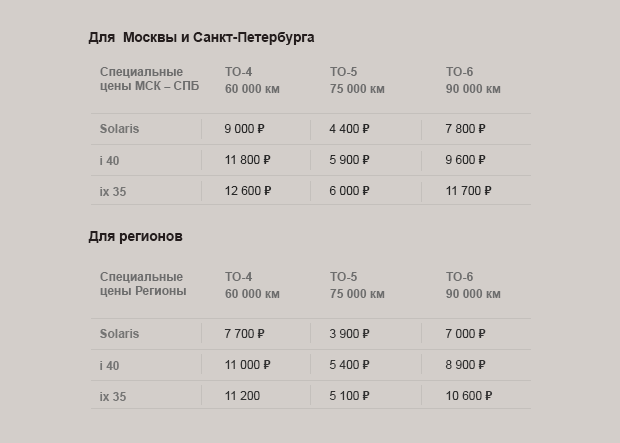 Для Москвы и Санкт-Петербурга
Специальные цены МСК – СПБ ТО-4 60 000 км ТО-5 75 000 км ТО-6 90 000 км
Solaris 9 000 ₽ 4 400 ₽ 7 800 ₽
i 40 11 800 ₽ 5 900 ₽ 9 600 ₽
ix 35 12 600 ₽ 6 000 ₽ 11 700 ₽
Для регионов
Специальные цены Регионы ТО-4 60 000 км ТО-5 75 000 км ТО-6 90 000 км
Solaris 7 700 ₽ 3 900 ₽ 7 000 ₽
i 40 11 000 ₽ 5 400 ₽ 8 900 ₽
ix 35 11 200 5 100 ₽ 10 600 ₽